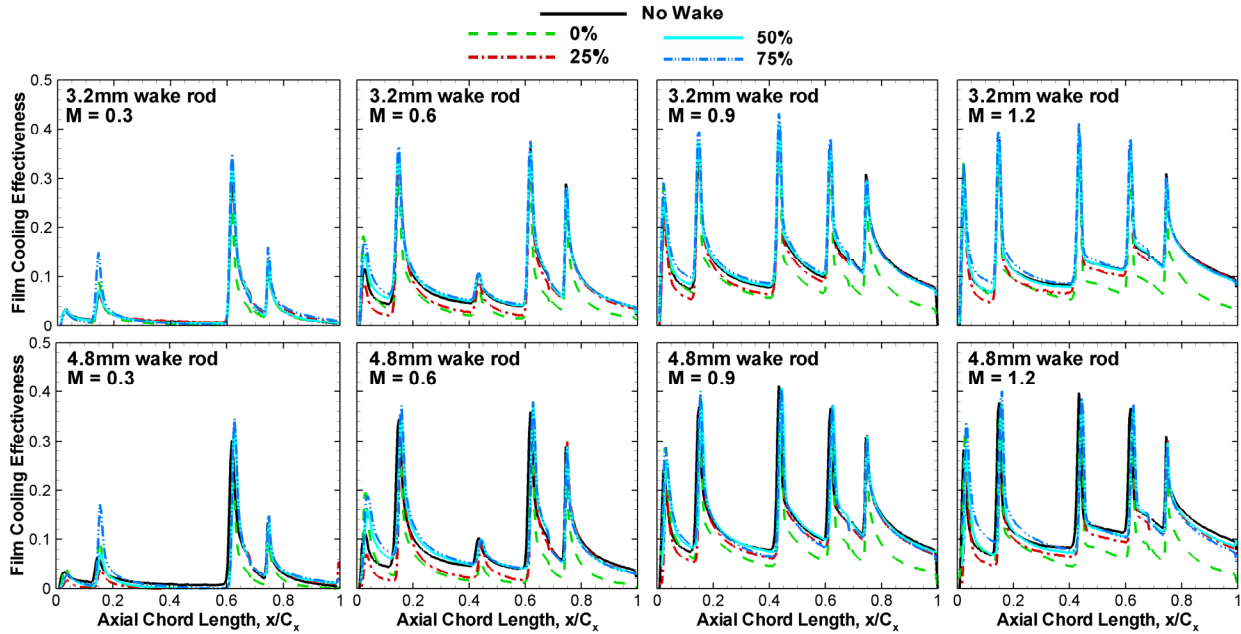 No Wake
0% 50%
25% 75%
Film Cooling Effectiveness
0.5
0.4
0.3
0.2
0.1
0
3.2mm wake rod
M = 0.3
3.2mm wake rod
M = 0.6
3.2mm wake rod
M = 0.9
3.2mm wake rod
M = 1.2
Film Cooling Effectiveness
0.4
0.3
0.2
0.1
0
4.8mm wake rod
M = 0.3
4.8mm wake rod
M = 0.6
4.8mm wake rod
M = 0.9
4.8mm wake rod
M = 1.2
0 0.2 0.4 0.6 0.8 1 0.2 0.4 0.6 0.8 1
0 0.2 0.4 0.6 0.8 1 0.2 0.4 0.6 0.8 1
Axial Chord Length, x/Cx
Axial Chord Length, x/Cx
Axial Chord Length, x/Cx
Axial Chord Length, x/Cx